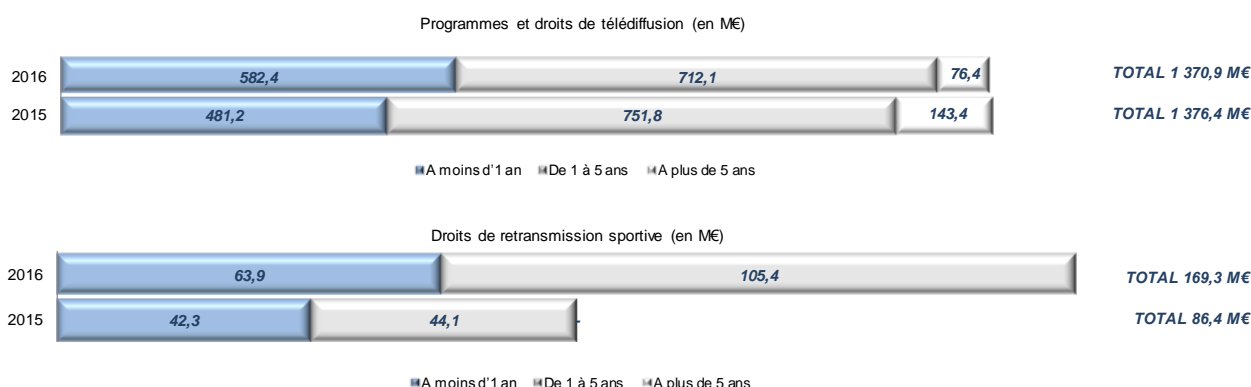 Programmes et droits de télédiffusion (en M€)
2016 582,4 712,1 76,4 TOTAL 1 370,9 M€
2015 481,2 751,8 143,4 TOTAL 1 376,4 M€
A moins d'1 an De 1 à 5 ans A plus de 5 ans
Droits de retransmission sportive (en M€)
2016 63,9 105,4 TOTAL 169,3 M€
2015 42,3 44,1 - TOTAL 86,4 M€
A moins d'1 an De 1 à 5 ans A plus de 5 ans